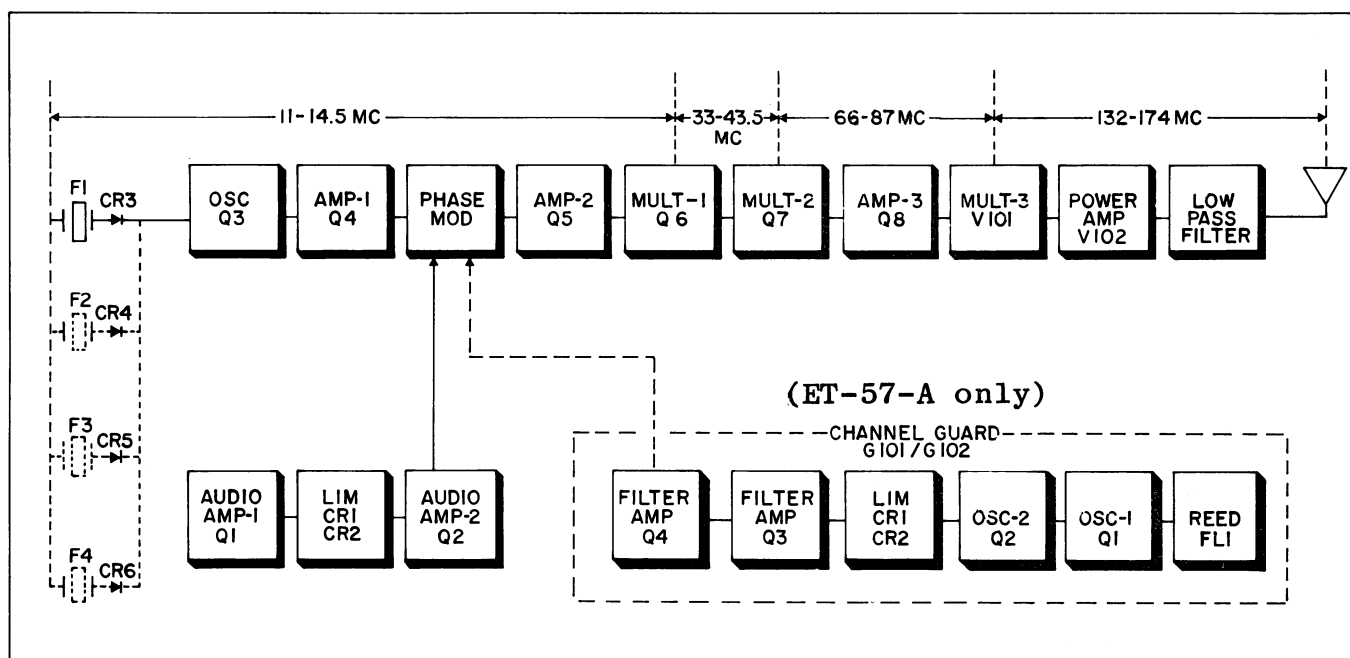 11-14.5 MC
33-43.5
MC
66-87 MC
132-174 MC
F1
CR3
OSC
Q3
AMP-1
Q4
PHASE
MOD
AMP-2
Q5
MULT-1
Q6
MULT-2
Q7
AMP-3
Q8
MULT-3
V101
POWER
AMP
V102
LOW
PASS
FILTER
F2
CR4
F3
CR5
F4
CR6
AUDIO
AMP-1
Q1
LIM
CR1
CR2
AUDIO
AMP-2
Q2
(ET-57-A only)
CHANNEL GUARD
G101/G102
FILTER
AMP
Q4
FILTER
AMP
Q3
LIM
CR1
CR2
OSC-2
Q2
OSC-1
Q1
REED
FL1